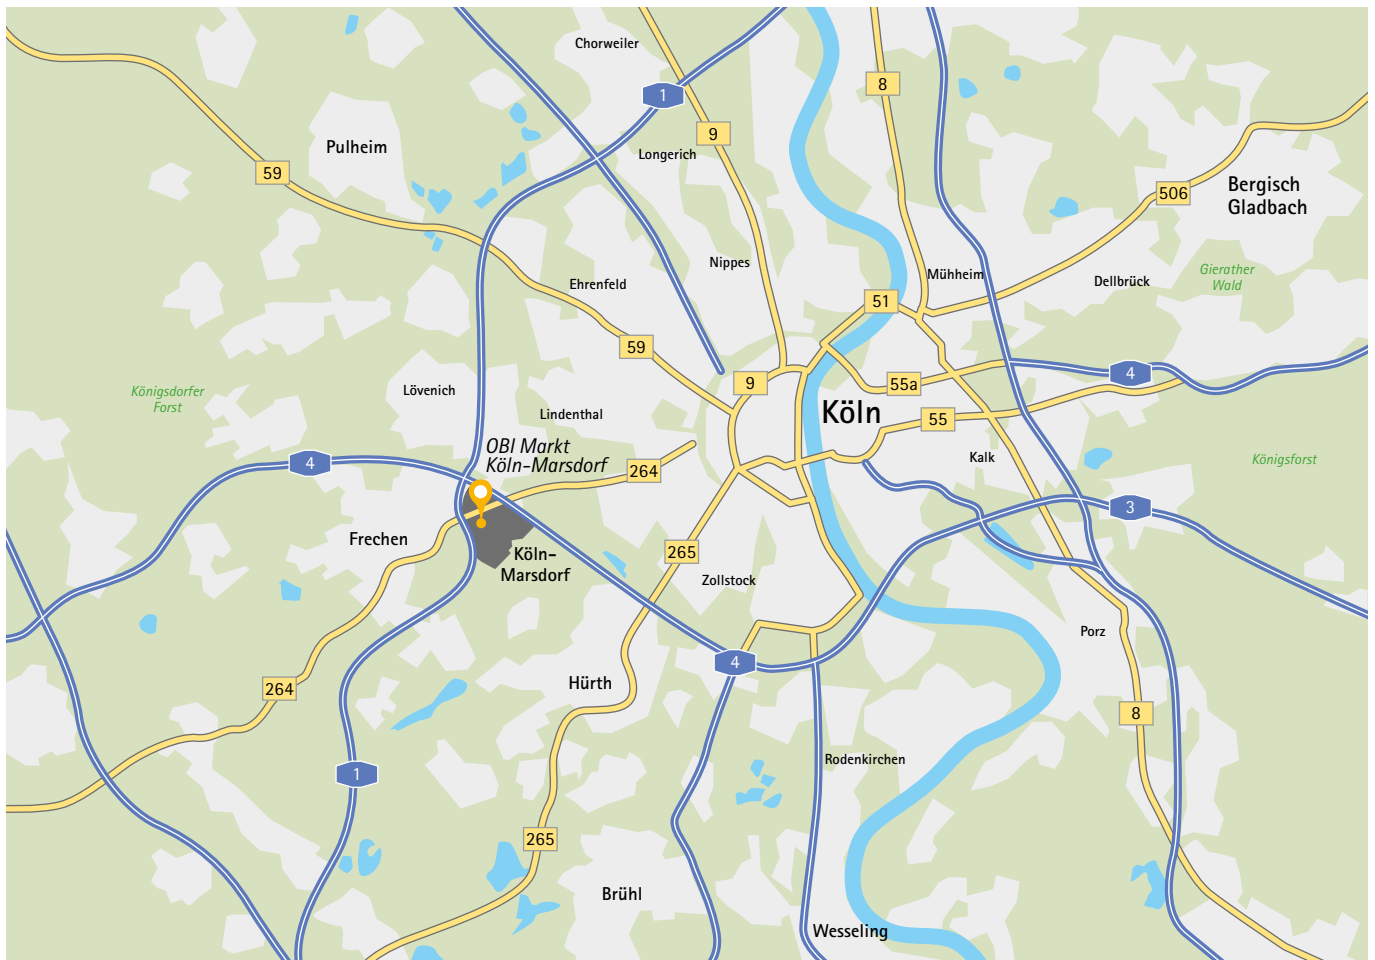 Chorweiler
1
8
9
Pulheim
Longerich
59
506
Bergisch
Gladbach
Nippes
Mühheim
Gierather
Wald
Dellbrück
Ehrenfeld
51
59
4
9
55a
Königsdorfer
Forst
Lövenich
Lindenthal
Köln
55
OBI Markt
Köln-Marsdorf
264
4
Kalk
Königsforst
3
Frechen
Köln-
Marsdorf
265
Zollstock
Porz
4
264
Hürth
8
Rodenkirchen
1
265
Brühl
Wesseling